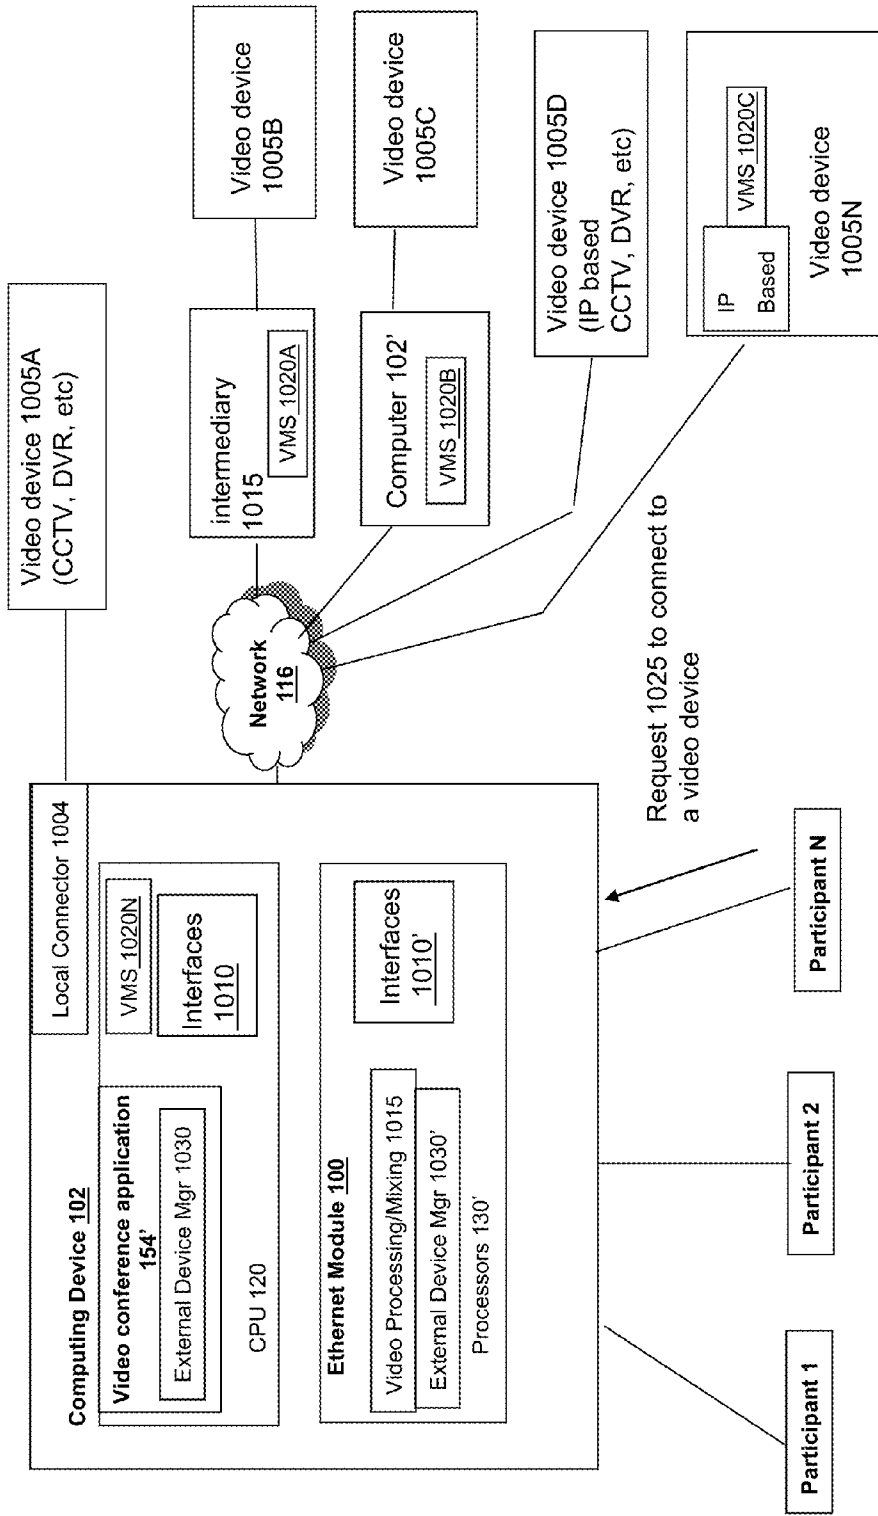 Computing Device 102
Local Connector 1004
Video conference application
154'
External Device Mgr 1030
VMS 1020N
Interfaces
1010
CPU 120
Ethernet Module 100
Video Processing/Mixing 1015
External Device Mgr 1030'
Processors 130'
Interfaces
1010'
Participant 1
Participant 2
Participant N
Request 1025 to connect to
a video device
Network
116
Video device 1005A
(CCTV, DVR, etc)
intermediary
1015
VMS 1020A
Video device
1005B
Computer 102'
VMS 1020B
Video device
1005C
Video device 1005D
(IP based
CCTV, DVR, etc)
IP
Based
VMS 1020C
Video device
1005N